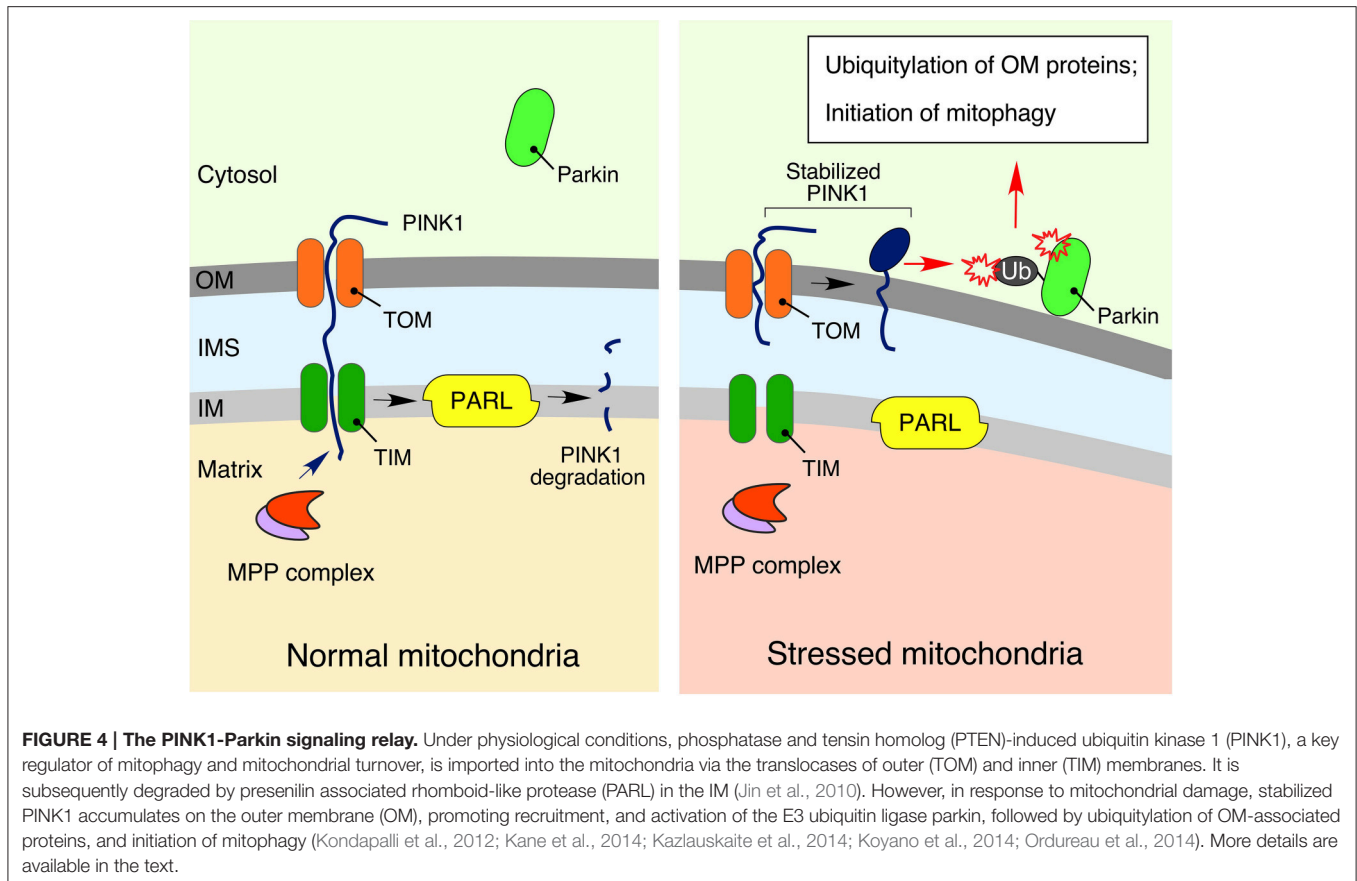 Cytosol
Parkin
PINK1
OM
TOM
IMS
IM
PARL
TIM
Matrix
PINK1
degradation
MPP complex
Normal mitochondria
Ubiquitylation of OM proteins;
Initiation of mitophagy
Stabilized
PINK1
Ub
TOM
Parkin
PARL
TIM
MPP complex
Stressed mitochondria
FIGURE 4 | The PINK1-Parkin signaling relay. Under physiological conditions, phosphatase and tensin homolog (PTEN)-induced ubiquitin kinase 1 (PINK1), a key
regulator of mitophagy and mitochondrial turnover, is imported into the mitochondria via the translocases of outer (TOM) and inner (TIM) membranes. It is
subsequently degraded by presenilin associated rhomboid-like protease (PARL) in the IM (Jin et al., 2010). However, in response to mitochondrial damage, stabilized
PINK1 accumulates on the outer membrane (OM), promoting recruitment, and activation of the E3 ubiquitin ligase parkin, followed by ubiquitylation of OM-associated
proteins, and initiation of mitophagy (Kondapalli et al., 2012; Kane et al., 2014; Kazlauskaite et al., 2014; Koyano et al., 2014; Ordureau et al., 2014). More details are
available in the text.